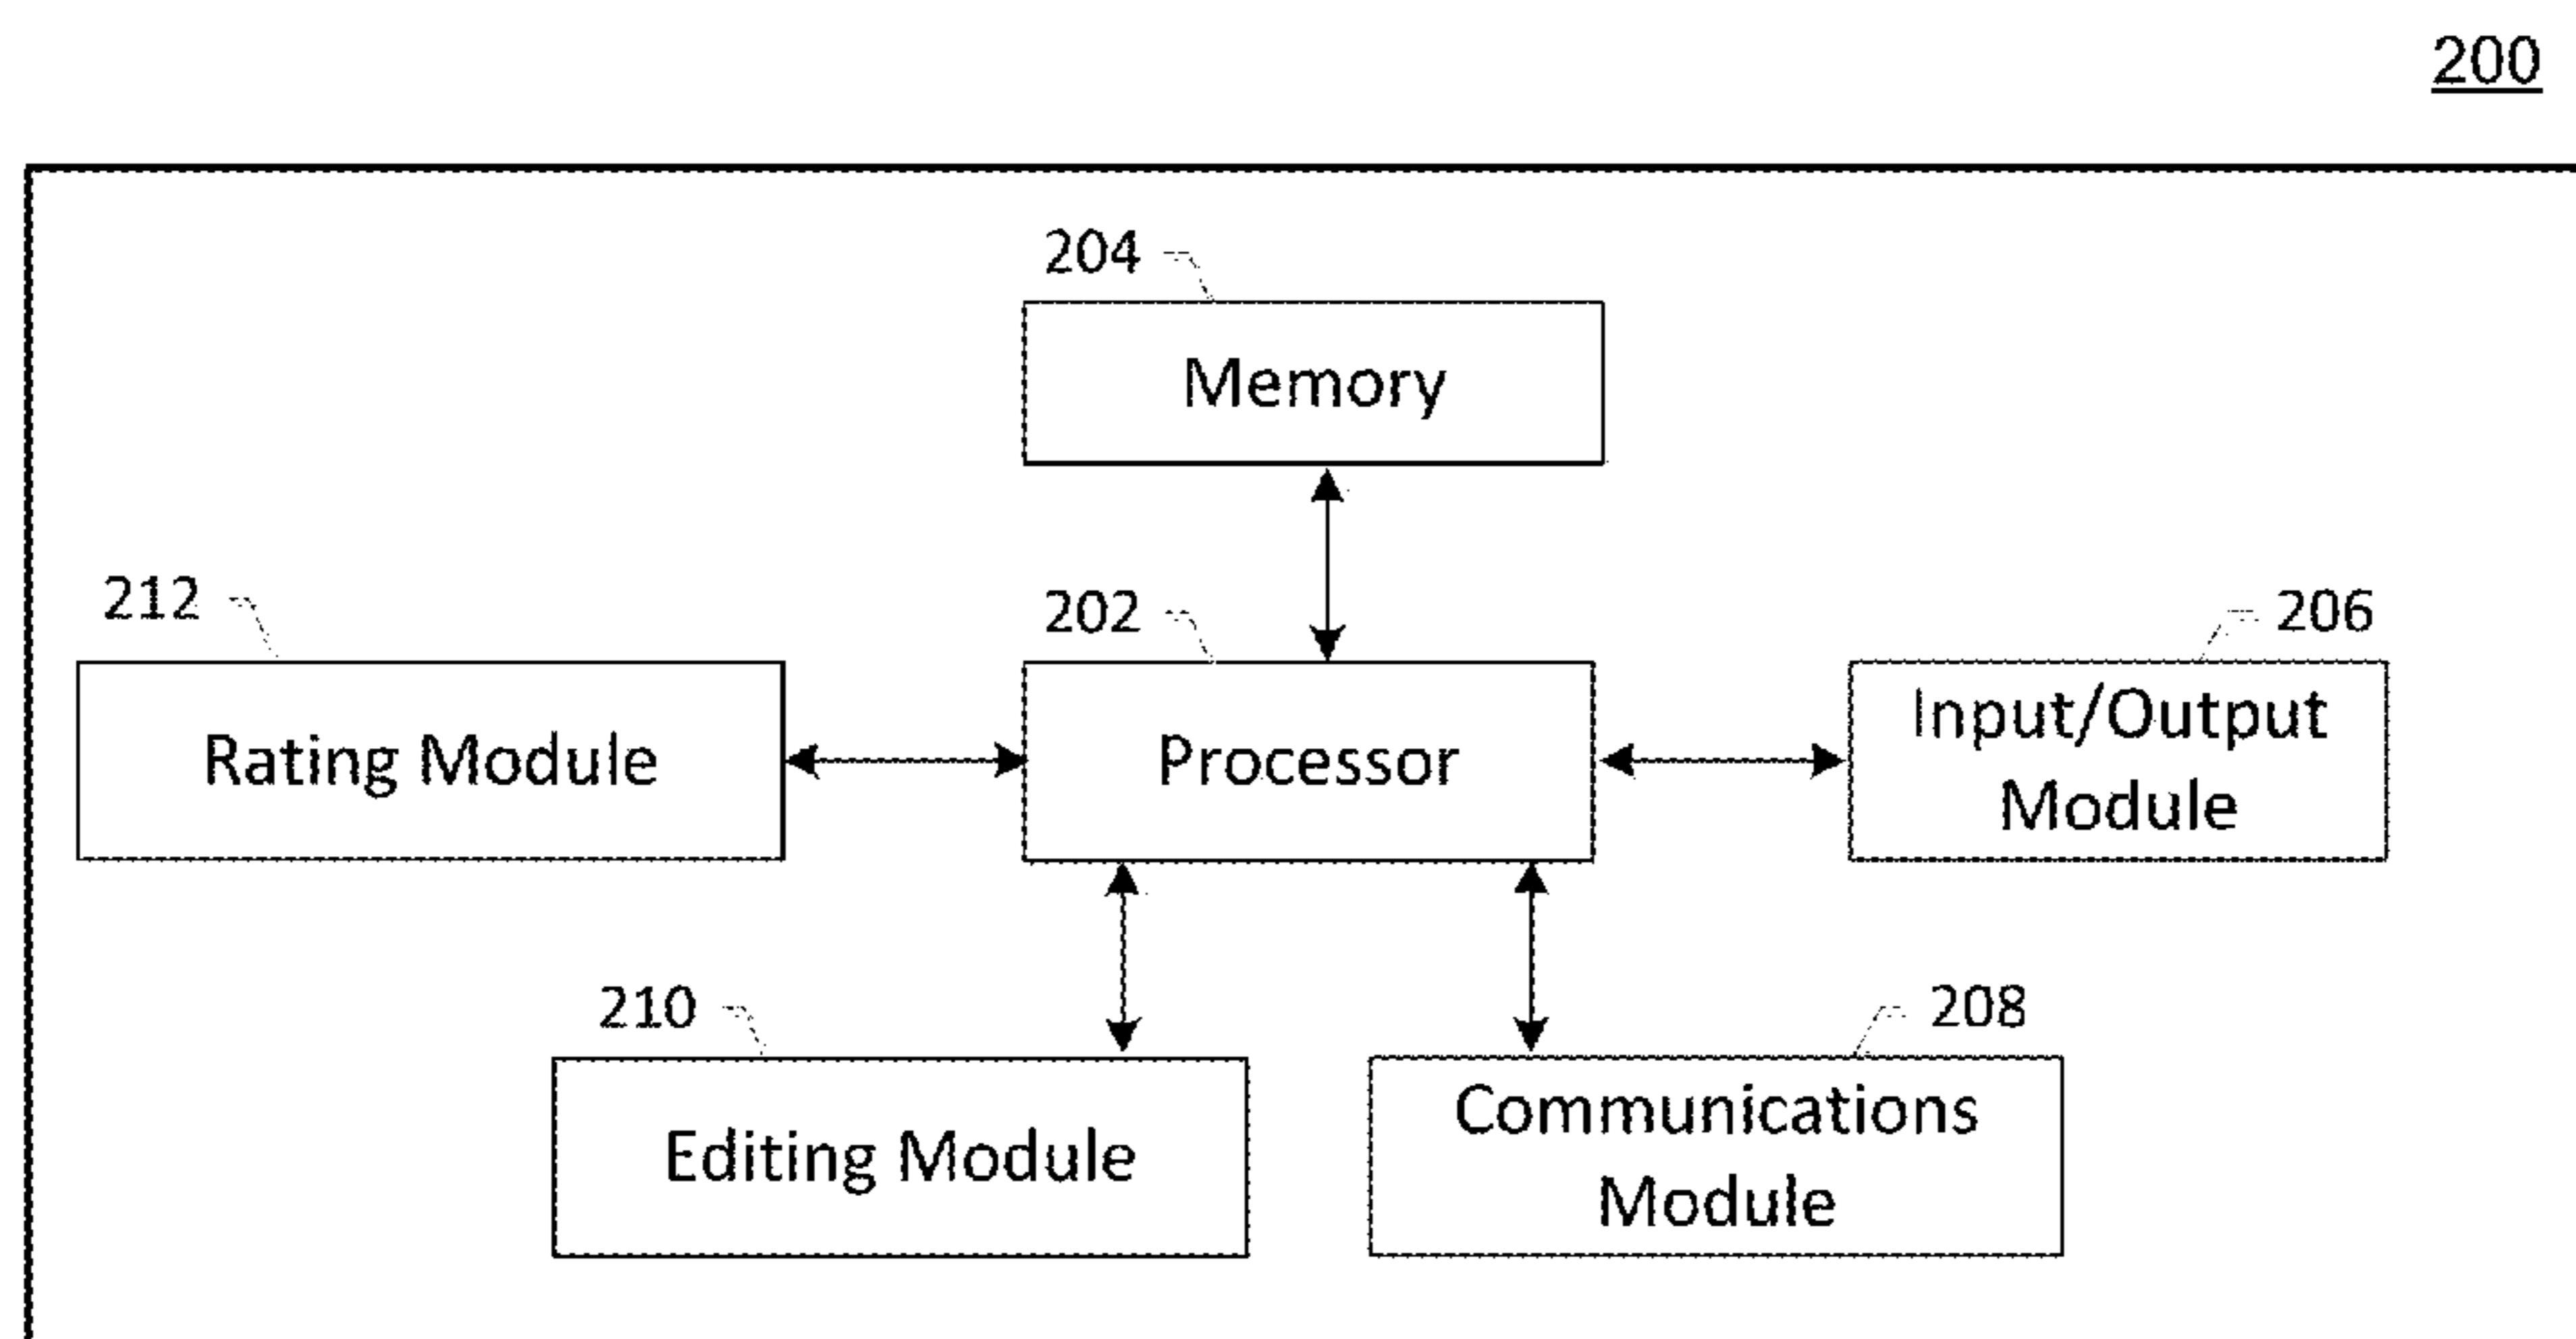 200
204
Memory
212
202
206
Rating Module
Processor
Input/Output
Module
210
208
Editing Module
Communications
Module